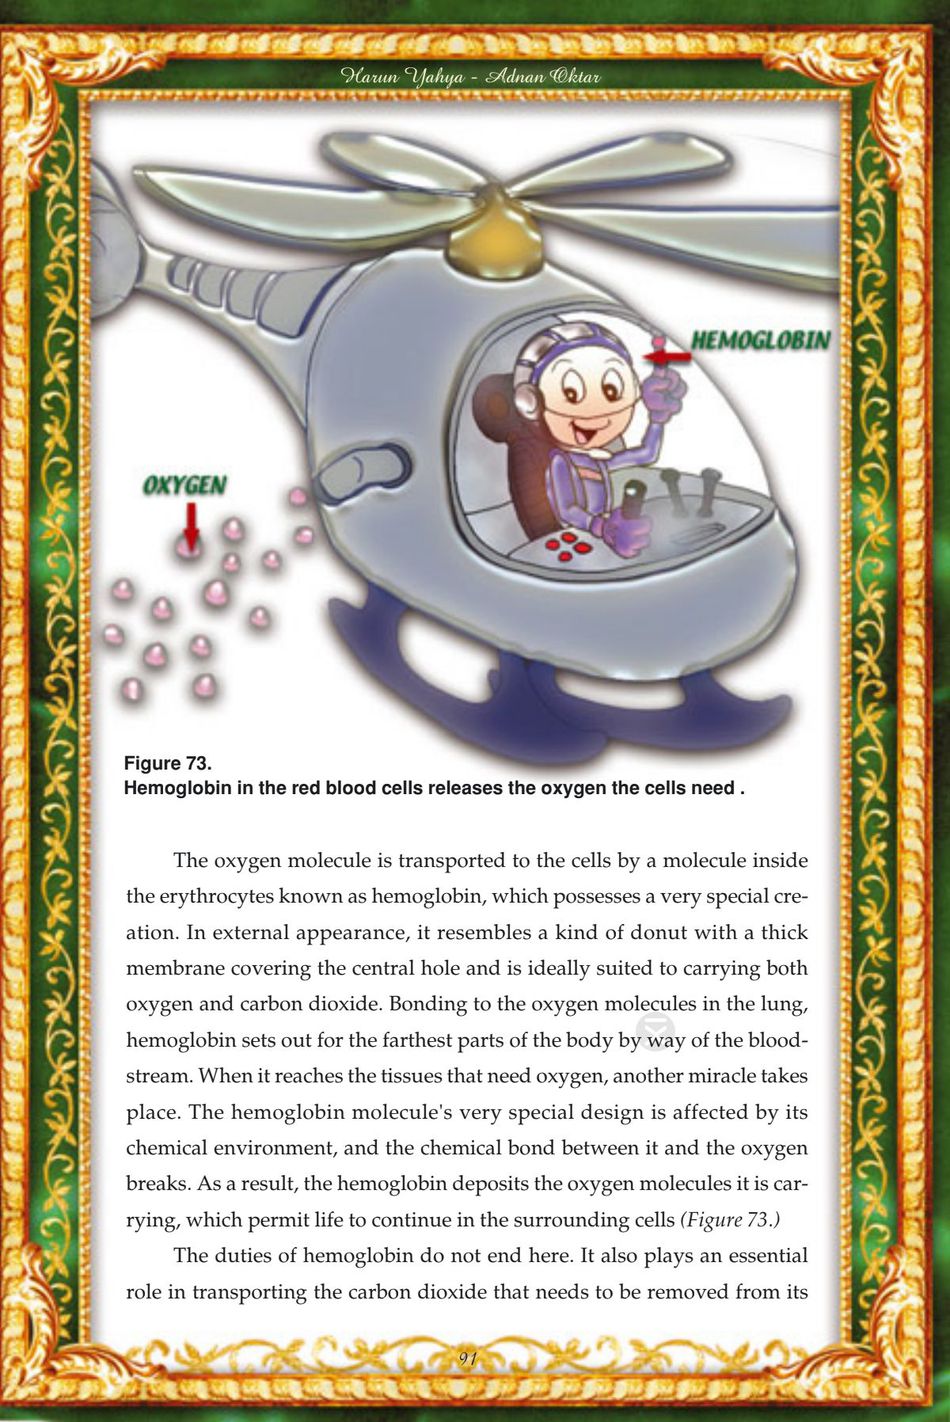 Harun Yahya - Adnan Oktar
HEMOGLOBIN
OXYGEN
Figure 73.
Hemoglobin in the red blood cells releases the oxygen the cells need .
The oxygen molecule is transported to the cells by a molecule inside
the erythrocytes known as hemoglobin, which possesses a very special cre-
ation. In external appearance, it resembles a kind of donut with a thick
membrane covering the central hole and is ideally suited to carrying both
oxygen and carbon dioxide. Bonding to the oxygen molecules in the lung,
hemoglobin sets out for the farthest parts of the body by way of the blood-
stream. When it reaches the tissues that need oxygen, another miracle takes
place. The hemoglobin molecule's very special design is affected by its
chemical environment, and the chemical bond between it and the oxygen
breaks. As a result, the hemoglobin deposits the oxygen molecules it is car-
rying, which permit life to continue in the surrounding cells (Figure 73.)
The duties of hemoglobin do not end here. It also plays an essential
role in transporting the carbon dioxide that needs to be removed from its
91